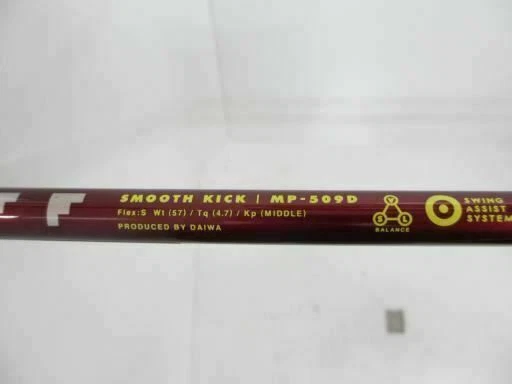 SMOOTH KICK | MP-509D
Flex:S Wt (57) / Tq (4.7) / Kp (MIDDLE)
PRODUCED BY DAIWA
V
S L
BALANCE
SWING
ASSIST
SYSTEM